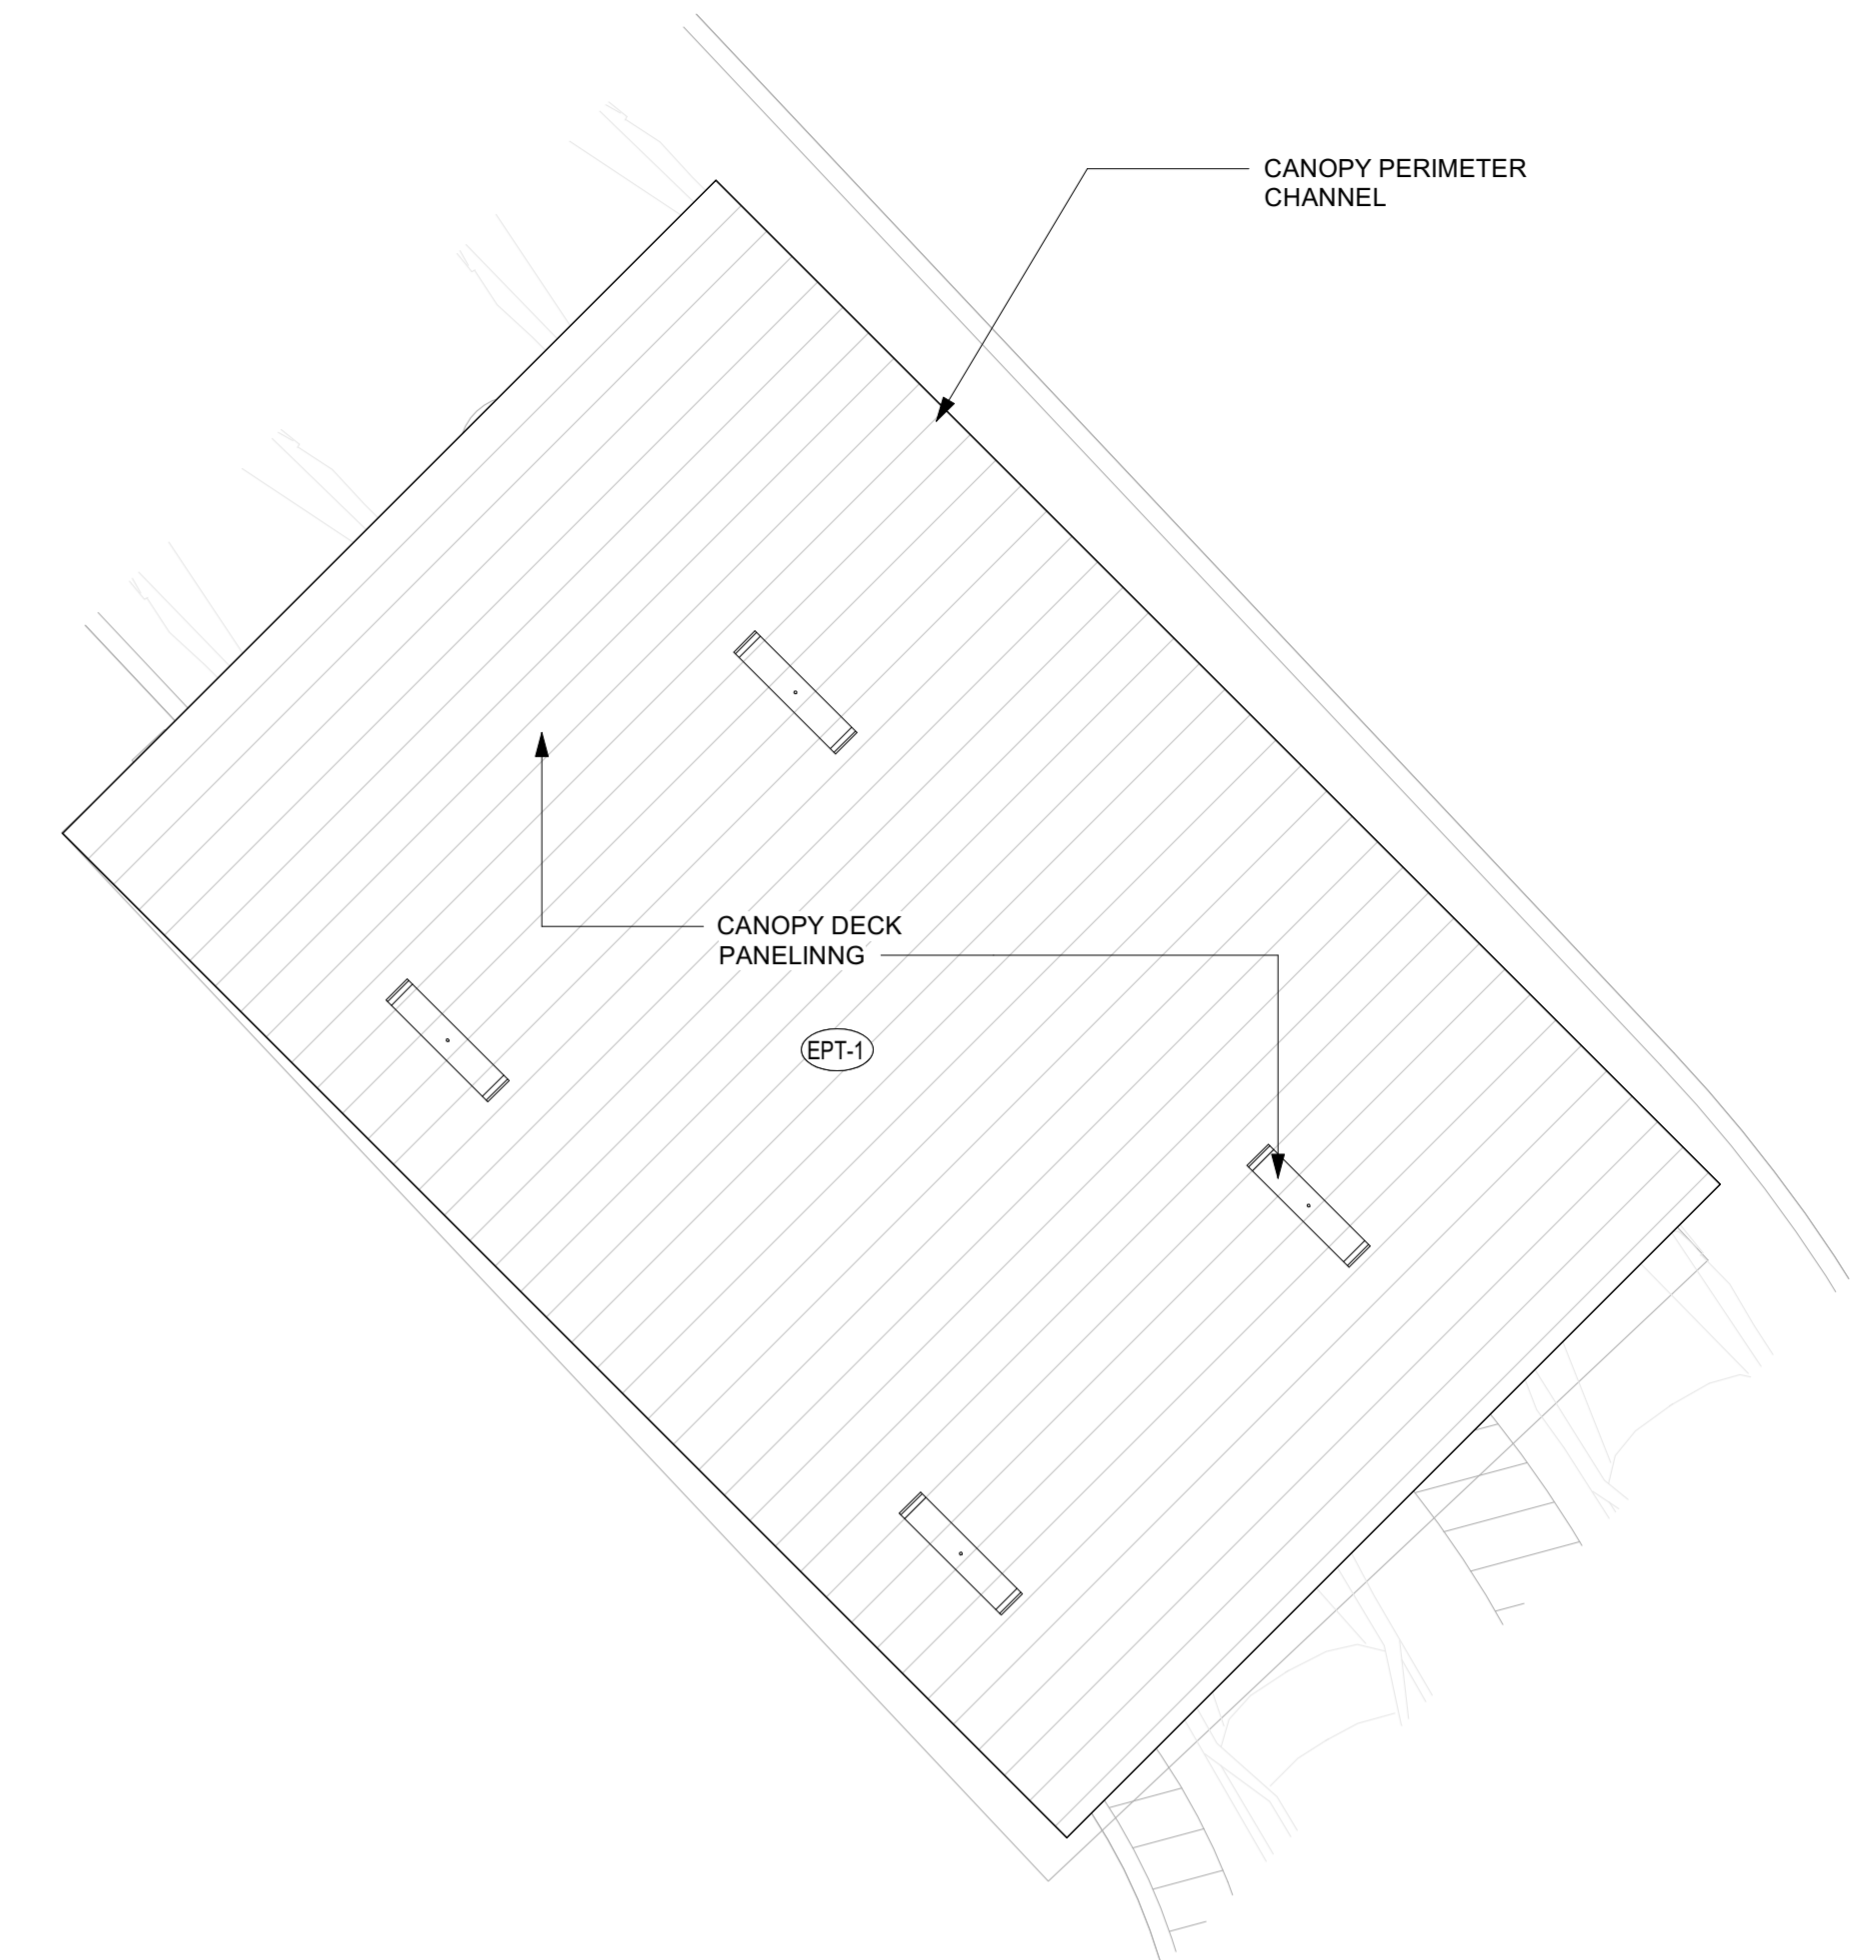 CANOPY PERIMETER
CHANNEL
CANOPY DECK
PANELINNG
EPT-1